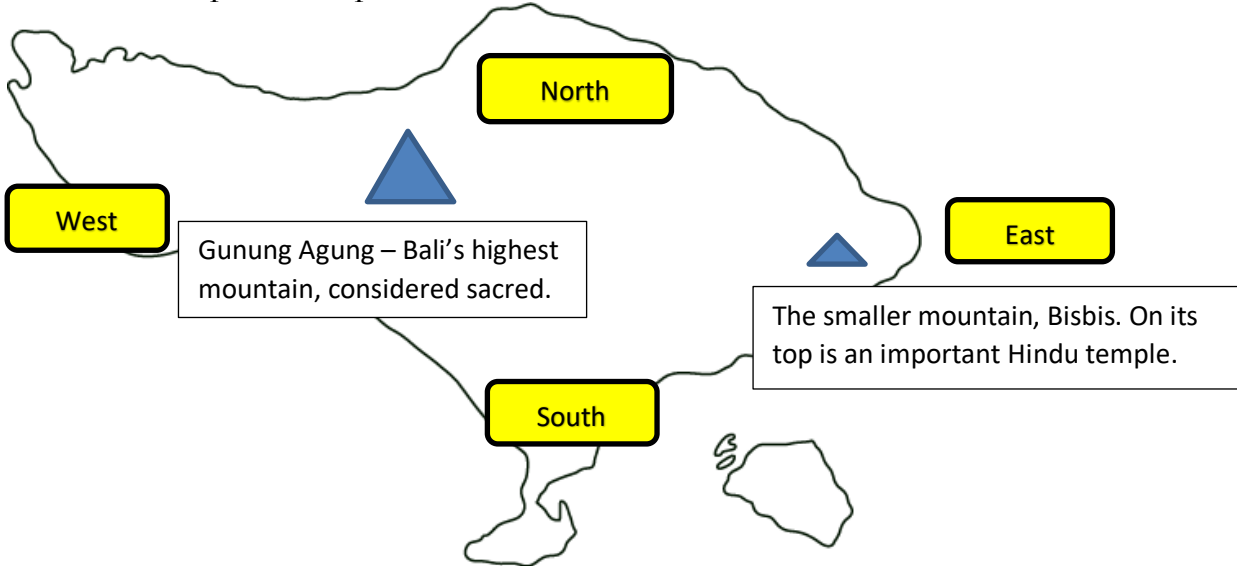 North
West
East
Gunung Agung – Bali’s highest
mountain, considered sacred.
The smaller mountain, Bisbis. On its
top is an important Hindu temple.
South